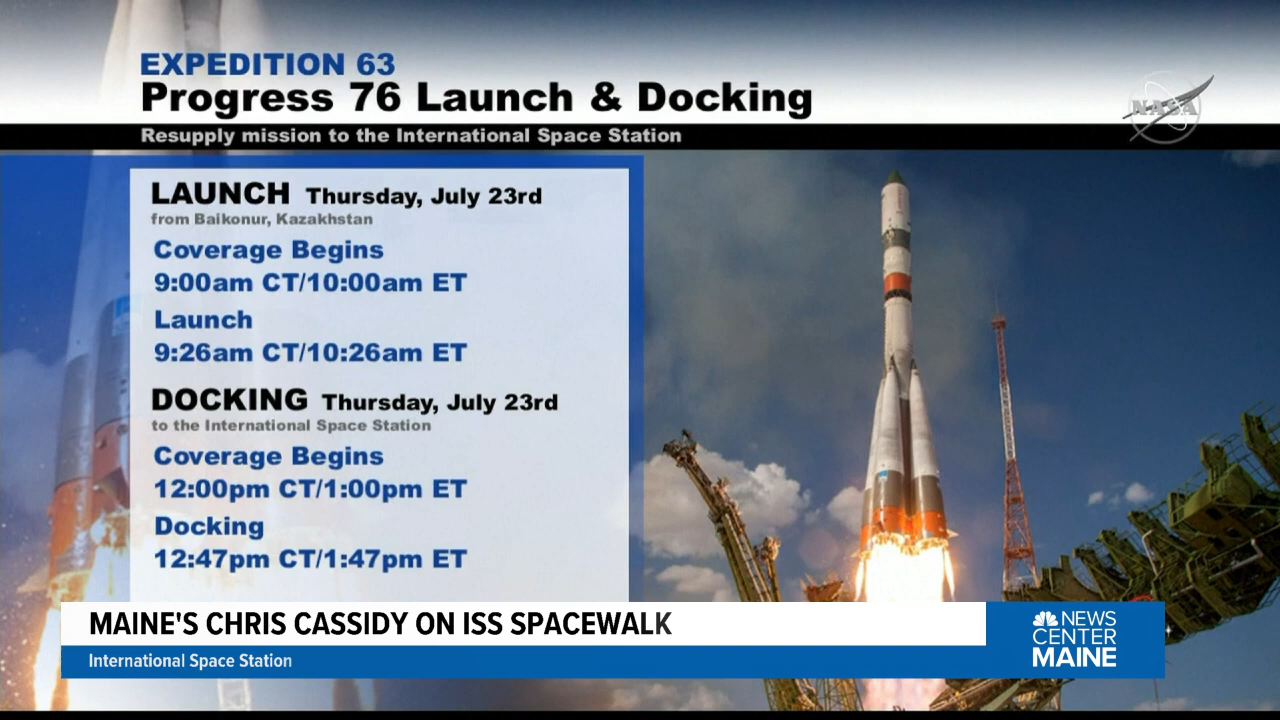 EXPEDITION 63
Progress 76 Launch & Docking
NASA
Resupply mission to the International Space Station
LAUNCH Thursday, July 23rd
from Baikonur, Kazakhstan
Coverage Begins
9:00am CT/10:00am ET
Launch
9:26am CT/10:26am ET
DOCKING Thursday, July 23rd
to the International Space Station
Coverage Begins
12:00pm CT/1:00pm ET
Docking
12:47pm CT/1:47pm ET
MAINE'S CHRIS CASSIDY ON ISS SPACEWALK
International Space Station
NEWS
CENTER
MAINE